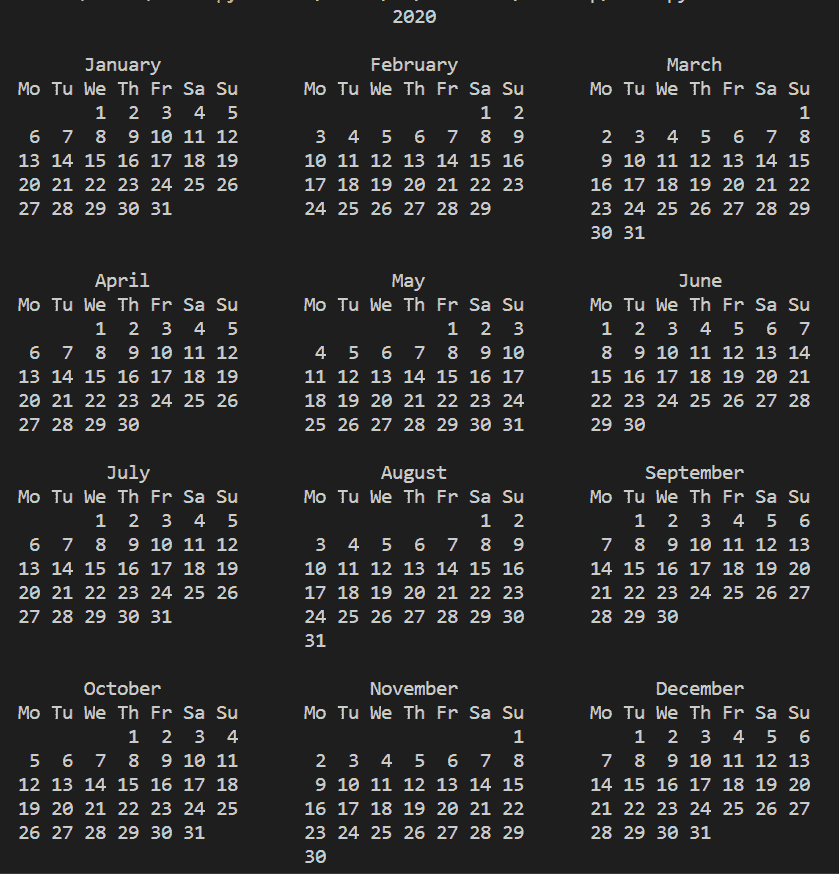 2020
January February March
Mo Tu We Th Fr Sa Su Mo Tu We Th Fr Sa Su Mo Tu We Th Fr Sa Su
1 2 3 4 5 1 2 1
6 7 8 9 10 11 12 3 4 5 6 7 8 9 2 3 4 5 6 7 8
13 14 15 16 17 18 19 10 11 12 13 14 15 16 9 10 11 12 13 14 15
20 21 22 23 24 25 26 17 18 19 20 21 22 23 16 17 18 19 20 21 22
27 28 29 30 31 24 25 26 27 28 29 23 24 25 26 27 28 29
30 31
April May June
Mo Tu We Th Fr Sa Su Mo Tu We Th Fr Sa Su Mo Tu We Th Fr Sa Su
1 2 3 4 5 1 2 3 1 2 3 4 5 6 7
6 7 8 9 10 11 12 4 5 6 7 8 9 10 8 9 10 11 12 13 14
13 14 15 16 17 18 19 11 12 13 14 15 16 17 15 16 17 18 19 20 21
20 21 22 23 24 25 26 18 19 20 21 22 23 24 22 23 24 25 26 27 28
27 28 29 30 25 26 27 28 29 30 31 29 30
July August September
Mo Tu We Th Fr Sa Su Mo Tu We Th Fr Sa Su Mo Tu We Th Fr Sa Su
1 2 3 4 5 1 2 1 2 3 4 5 6
6 7 8 9 10 11 12 3 4 5 6 7 8 9 7 8 9 10 11 12 13
13 14 15 16 17 18 19 10 11 12 13 14 15 16 14 15 16 17 18 19 20
20 21 22 23 24 25 26 17 18 19 20 21 22 23 21 22 23 24 25 26 27
27 28 29 30 31 24 25 26 27 28 29 30 28 29 30
31
October November December
Mo Tu We Th Fr Sa Su Mo Tu We Th Fr Sa Su Mo Tu We Th Fr Sa Su
1 2 3 4 1 1 2 3 4 5 6
5 6 7 8 9 10 11 2 3 4 5 6 7 8 7 8 9 10 11 12 13
12 13 14 15 16 17 18 9 10 11 12 13 14 15 14 15 16 17 18 19 20
19 20 21 22 23 24 25 16 17 18 19 20 21 22 21 22 23 24 25 26 27
26 27 28 29 30 31 23 24 25 26 27 28 29 28 29 30 31
30